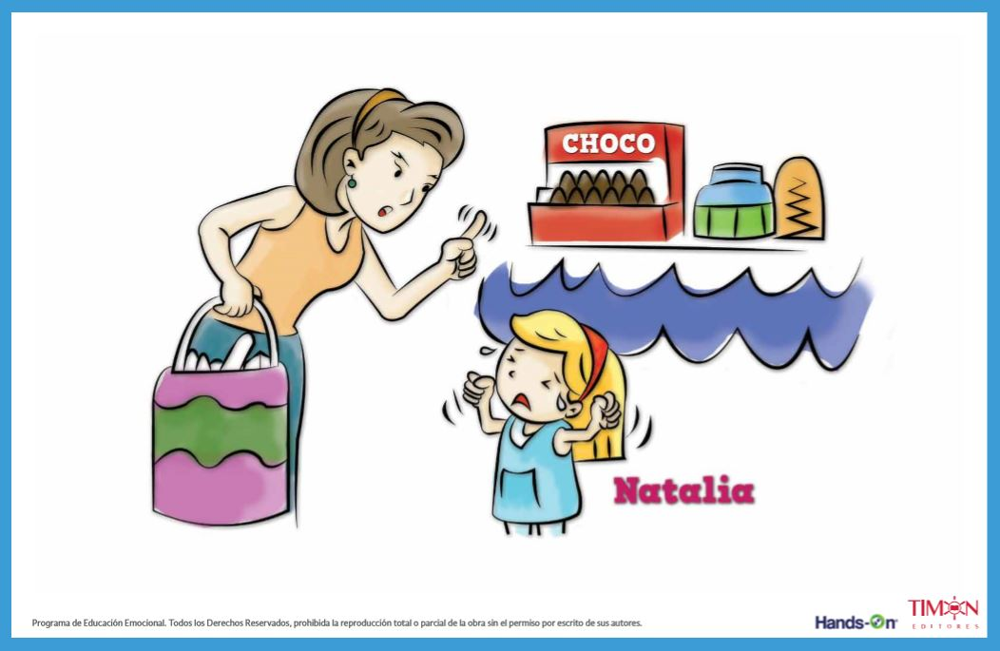 CHOCO
Natalia
Programa de Educación Emocional. Todos los Derechos Reservados, prohibida la reproducción total o parcial de la obra sin el permiso por escrito de sus autores.
Hands-On
TIMON
EDITORES